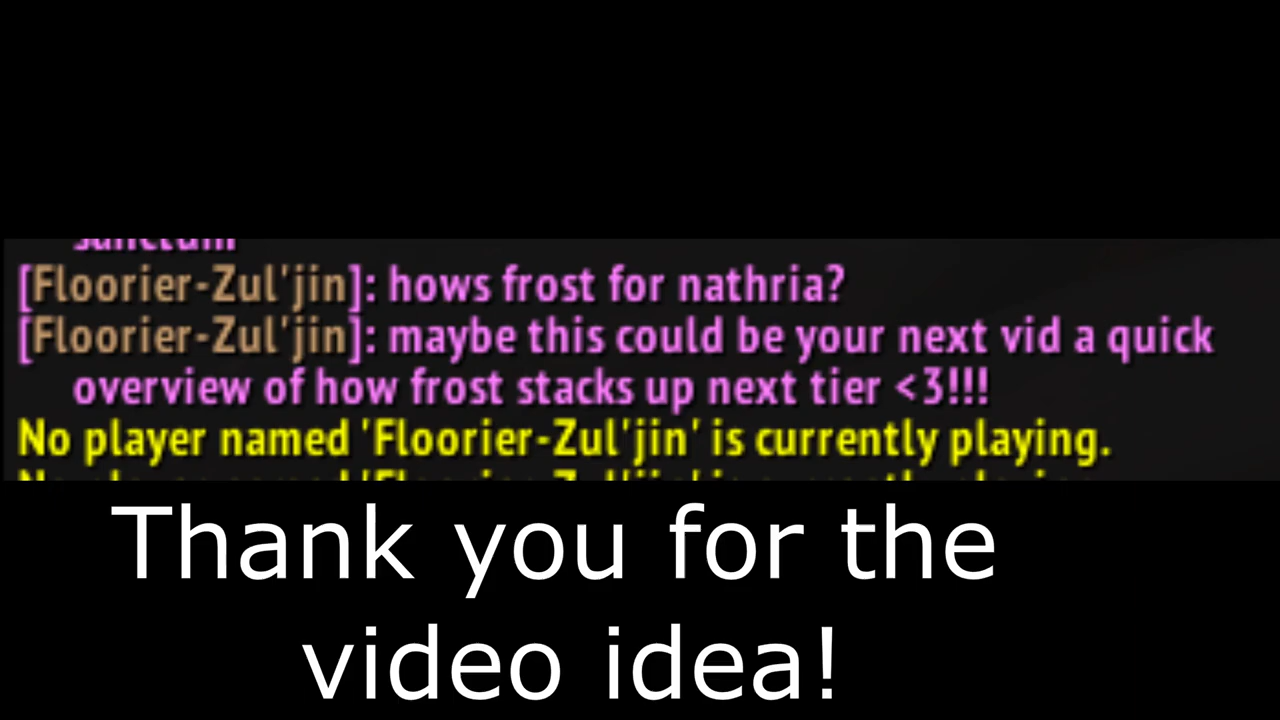 sanctum
[Floorier-Zul'jin]: hows frost for nathria?
[Floorier-Zul'jin]: maybe this could be your next vid a quick
overview of how frost stacks up next tier <3!!!
No player named 'Floorier-Zul'jin' is currently playing.
Thank you for the
video idea!